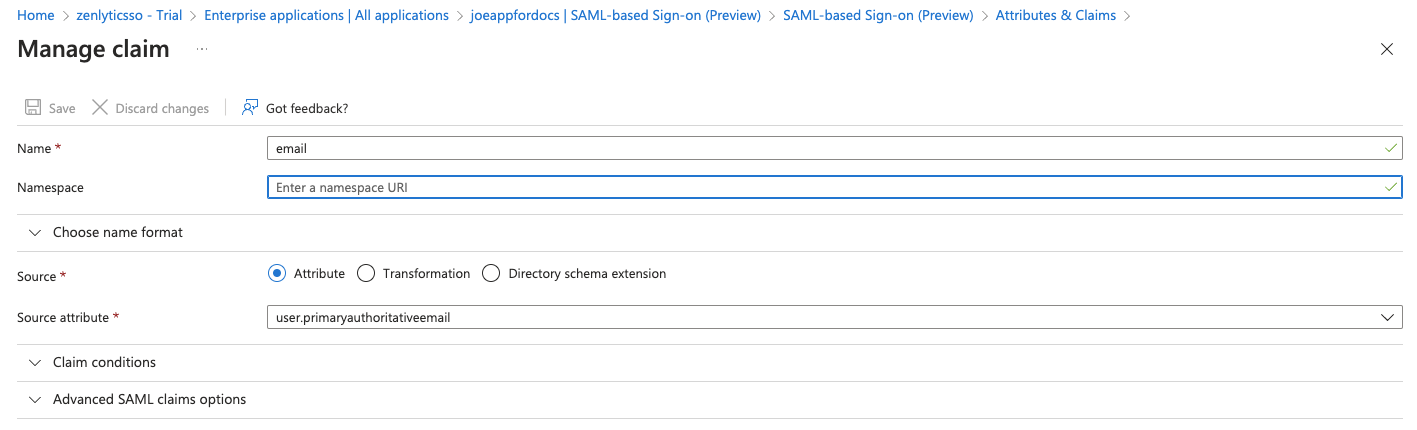 Home > zenlyticsso - Trial > Enterprise applications | All applications > joeappfordocs | SAML-based Sign-on (Preview) > SAML-based Sign-on (Preview) > Attributes & Claims >
Manage claim ...
Save Discard changes Got feedback?
Name * email
Namespace Enter a namespace URI
Choose name format
Source * Attribute Transformation Directory schema extension
Source attribute * user.primaryauthoritativeemail
Claim conditions
Advanced SAML claims options